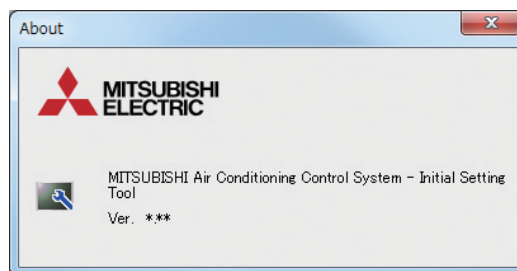 About
MITSUBISHI
ELECTRIC
MITSUBISHI Air Conditioning Control System - Initial Setting
Tool
Ver. *.**